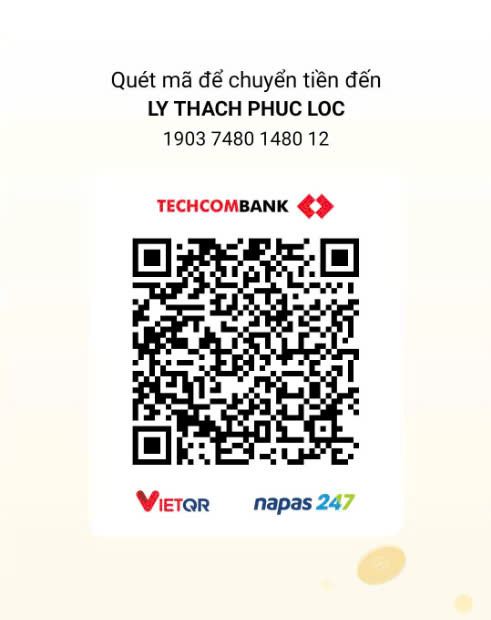 Quét mã để chuyển tiền đến
LY THACH PHUC LOC
1903 7480 1480 12
TECHCOMBANK
VIETQR
napas 247